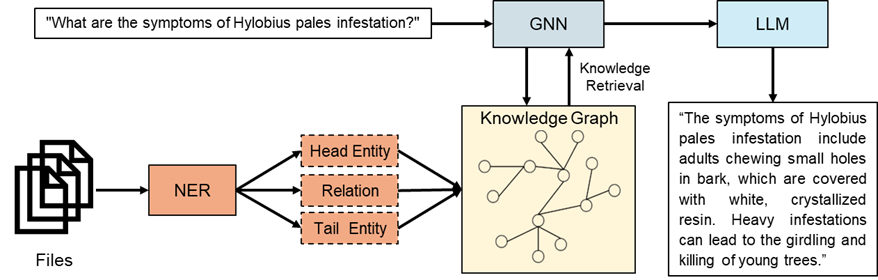 "What are the symptoms of Hylobius pales infestation?"
GNN
LLM
Knowledge
Retrieval
Knowledge Graph
Files
NER
Head Entity
Relation
Tail Entity
“The symptoms of Hylobius
pales infestation include
adults chewing small holes
in bark, which are covered
with white, crystallized
resin. Heavy infestations
can lead to the girdling and
killing of young trees.”